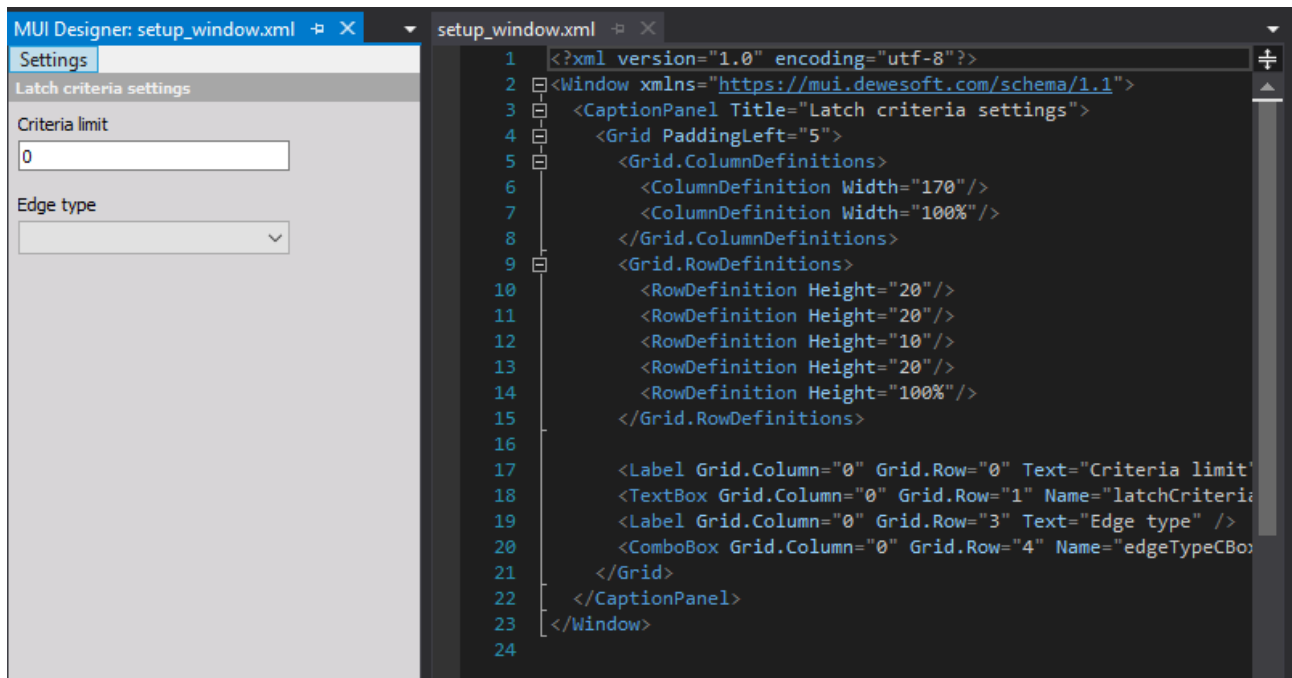 MUI Designer: setup_window.xml
Settings
Latch criteria settings
Criteria limit
0
Edge type
setup_window.xml
1 <?xml version="1.0" encoding="utf-8"?>
2 <Window xmlns="https://mui.dewesoft.com/schema/1.1">
3 <CaptionPanel Title="Latch criteria settings">
4 <Grid PaddingLeft="5">
5 <Grid.ColumnDefinitions>
6 <ColumnDefinition Width="170"/>
7 <ColumnDefinition Width="100%"/>
8 </Grid.ColumnDefinitions>
9 <Grid.RowDefinitions>
10 <RowDefinition Height="20"/>
11 <RowDefinition Height="20"/>
12 <RowDefinition Height="10"/>
13 <RowDefinition Height="20"/>
14 <RowDefinition Height="100%"/>
15 </Grid.RowDefinitions>
16
17 <Label Grid.Column="0" Grid.Row="0" Text="Criteria limit"
18 <TextBox Grid.Column="0" Grid.Row="1" Name="latchCriteria
19 <Label Grid.Column="0" Grid.Row="3" Text="Edge type" />
20 <ComboBox Grid.Column="0" Grid.Row="4" Name="edgeTypeCBox
21 </Grid>
22 </CaptionPanel>
23 </Window>
24